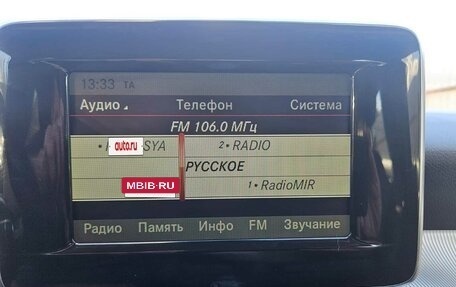 13:33 TA
Аудио Телефон Система
FM 106.0 МГц
auto.ru SYA 2 RADIO
РУССКОЕ
MBIB-RU 1 RadioMIR
Радио Память Инфо FM Звучание